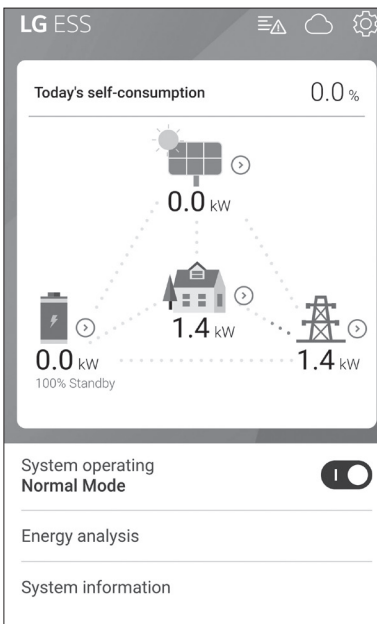 LG ESS
Today's self-consumption 0.0 %
0.0 kW
1.4 kW
0.0 kW
1.4 kW
100% Standby
System operating
Normal Mode
Energy analysis
System information